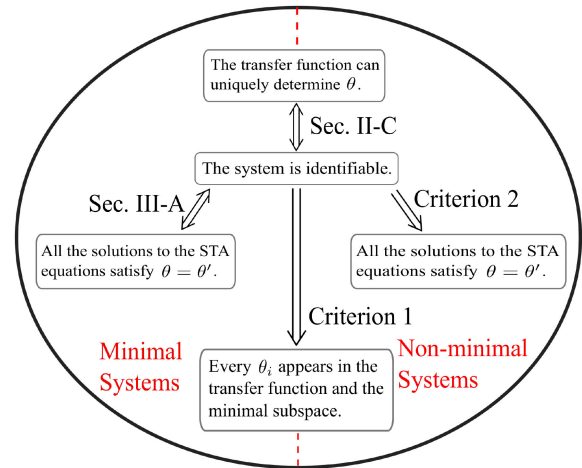 The transfer function can
uniquely determine θ.
Sec. II-C
The system is identifiable.
Sec. III-A
Criterion 2
All the solutions to the STA
equations satisfy θ = θ′.
All the solutions to the STA
equations satisfy θ = θ′.
Criterion 1
Minimal
Systems
Every θᵢ appears in the
transfer function and the
minimal subspace.
Non-minimal
Systems